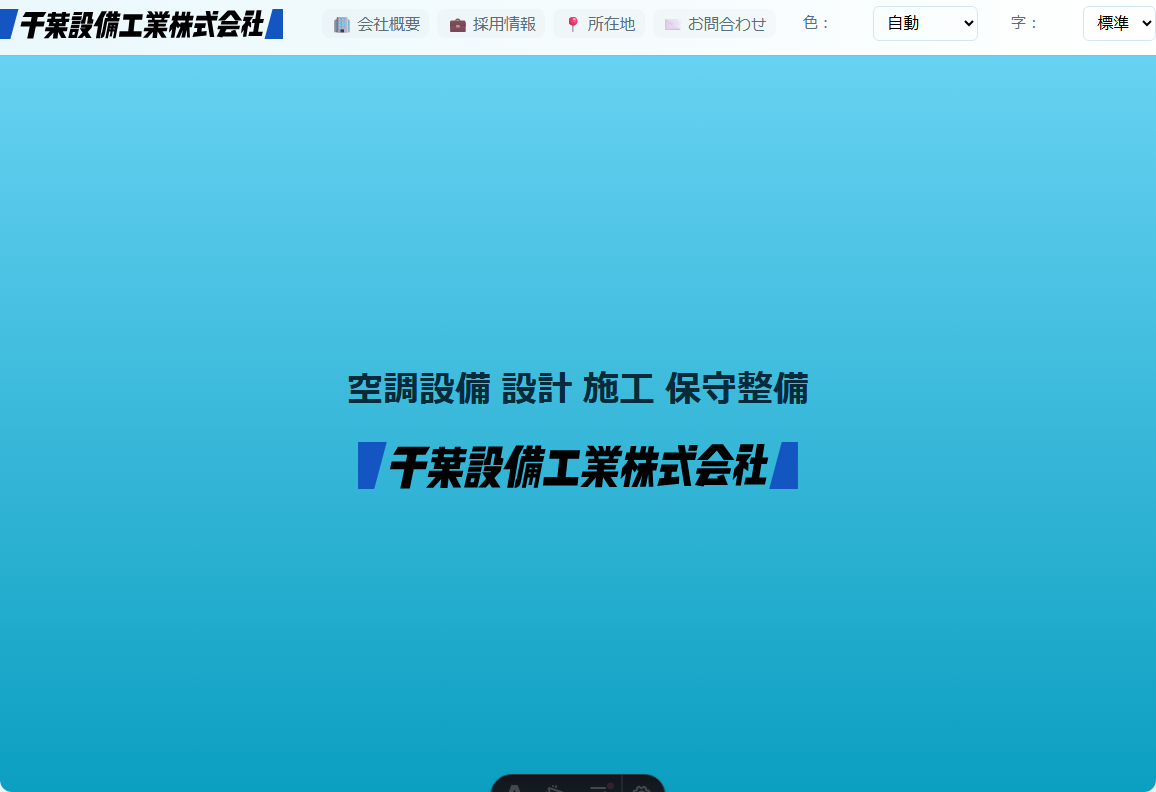 千葉設備工業株式会社 会社概要 採用情報 所在地 お問合わせ 色： 自動 字： 標準
空調設備 設計 施工 保守整備
千葉設備工業株式会社